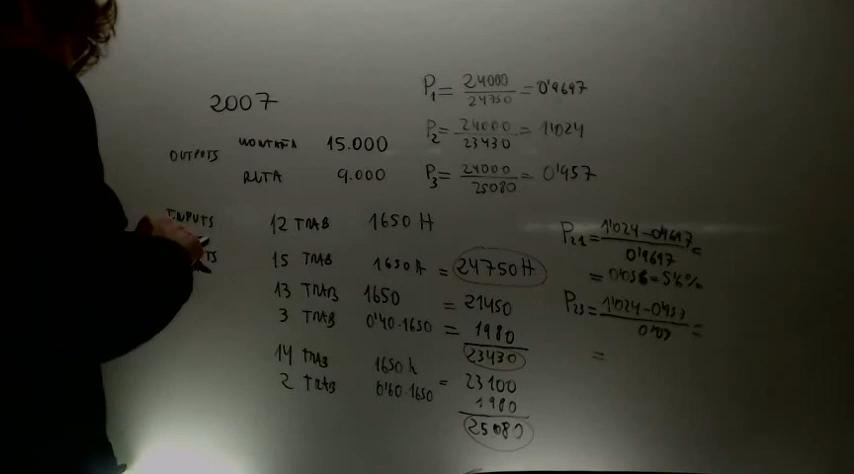 2007
OUTPUTS MONTAÑA 15.000
RUTA 9.000
INPUTS 12 TRAB 1650 H
15 TRAB 1650 h = 24750 H
13 TRAB 1650 = 21450
3 TRAB 0'40·1650 = 1980
23430
14 TRAB 1650 h = 23100
2 TRAB 0'60·1650 1980
25080
P1 = 24000/24750 = 0'9697
P2 = 24000/23430 = 1'024
P3 = 24000/25080 = 0'957
P21 = 1'024-0'9697/0'9697 =
= 0'056 = 5'6%
P23 = 1'024-0'957/ =
=